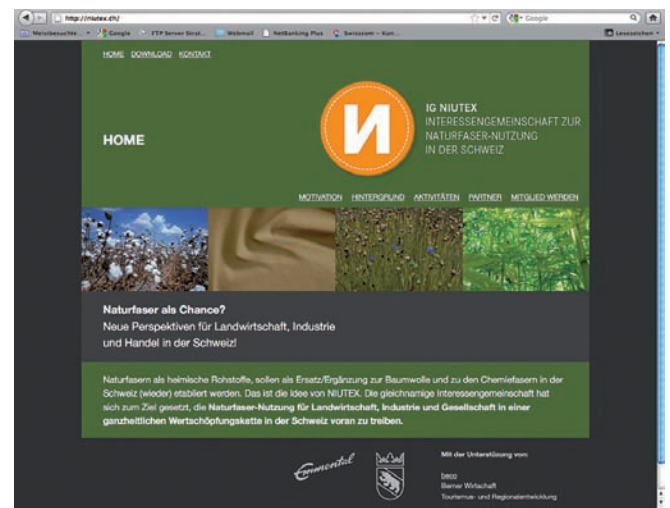 http://niutex.ch/
Google
Google
FTP Server
Webmail
NetBanking Plus
Lesezeichen
HOME DOWNLOAD KONTAKT
HOME
IG NIUTEX
INTERESSENGEMEINSCHAFT ZUR
NATURFASER-NUTZUNG
IN DER SCHWEIZ
MOTIVATION HINTERGRUND AKTIVITÄTEN PARTNER MITGLIED WERDEN
Naturfaser als Chance?
Neue Perspektiven für Landwirtschaft, Industrie
und Handel in der Schweiz!
Naturfasern als heimische Rohstoffe, sollen als Ersatz/Ergänzung zur Baumwolle und zu den Chemiefasern in der
Schweiz (wieder) etabliert werden. Das ist die Idee von NIUTEX. Die gleichnamige Interessengemeinschaft hat
sich zum Ziel gesetzt, die Naturfaser-Nutzung für Landwirtschaft, Industrie und Gesellschaft in einer
ganzheitlichen Wertschöpfungskette in der Schweiz voran zu treiben.
Emmental
Mit der Unterstützung von:
beco
Berner Wirtschaft
Tourismus- und Regionalentwicklung